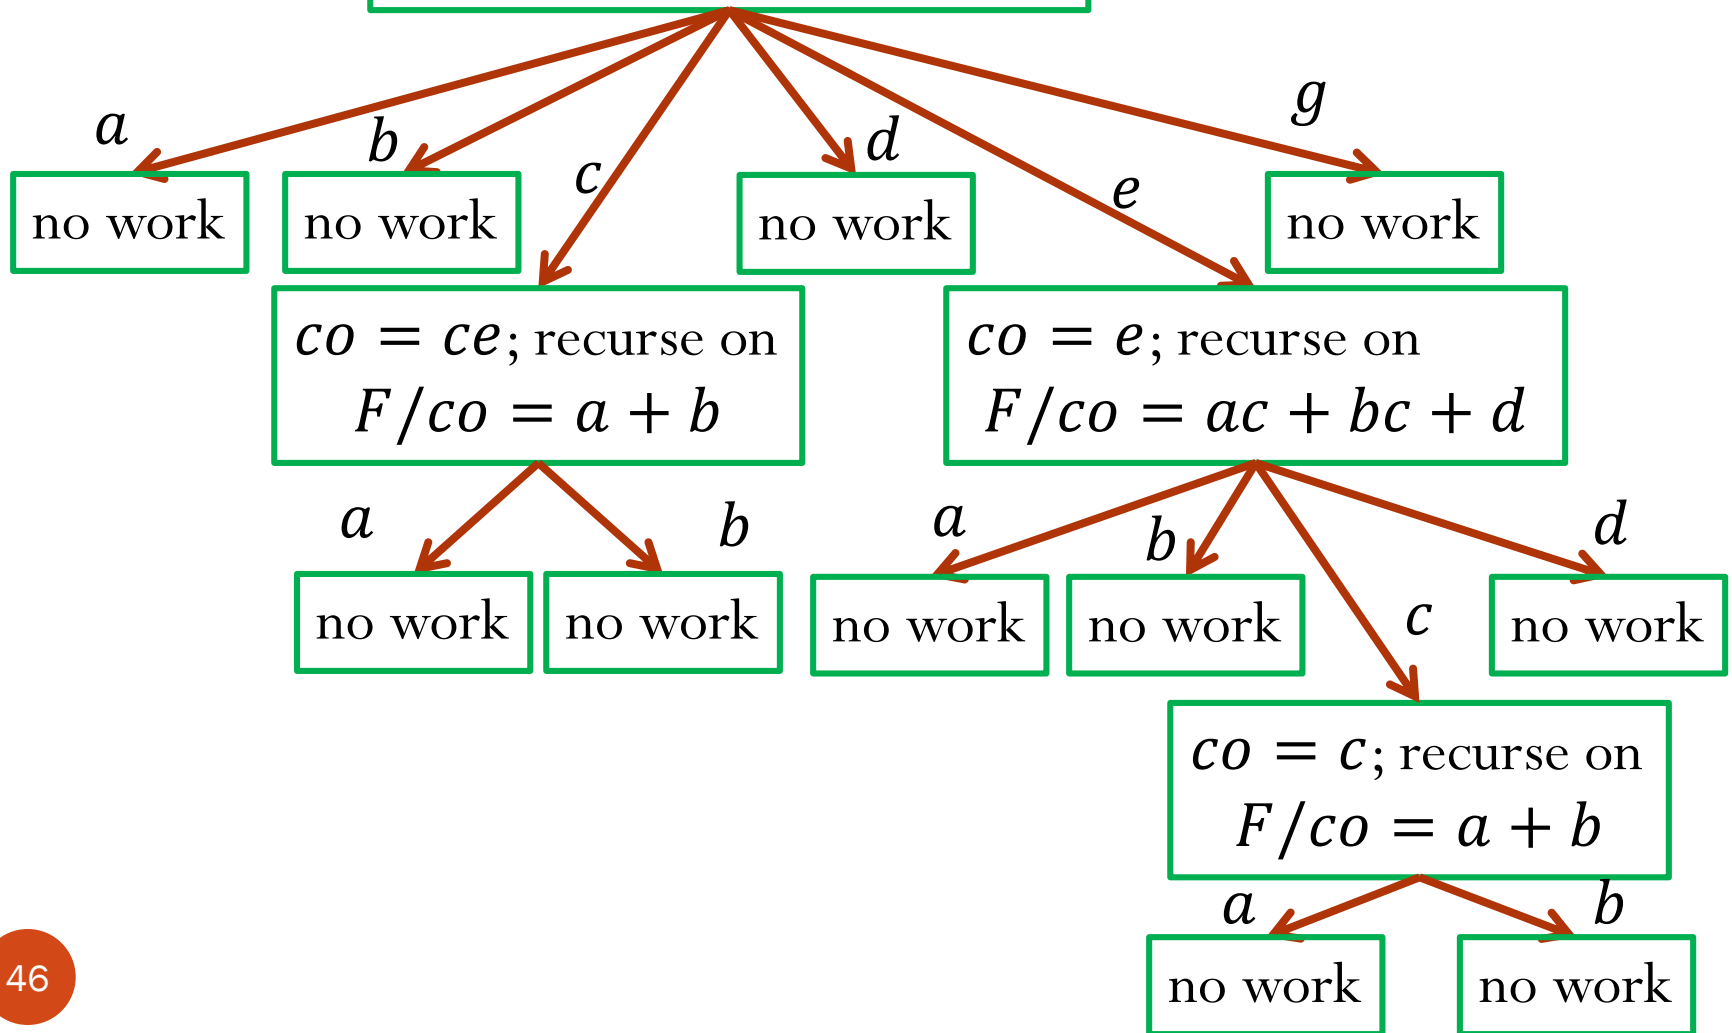 a
b
c
d
e
g
no work
no work
no work
no work
co = ce; recurse on
F/co = a + b
co = e; recurse on
F/co = ac + bc + d
a
b
a
b
c
d
no work
no work
no work
no work
no work
co = c; recurse on
F/co = a + b
a
b
no work
no work
46